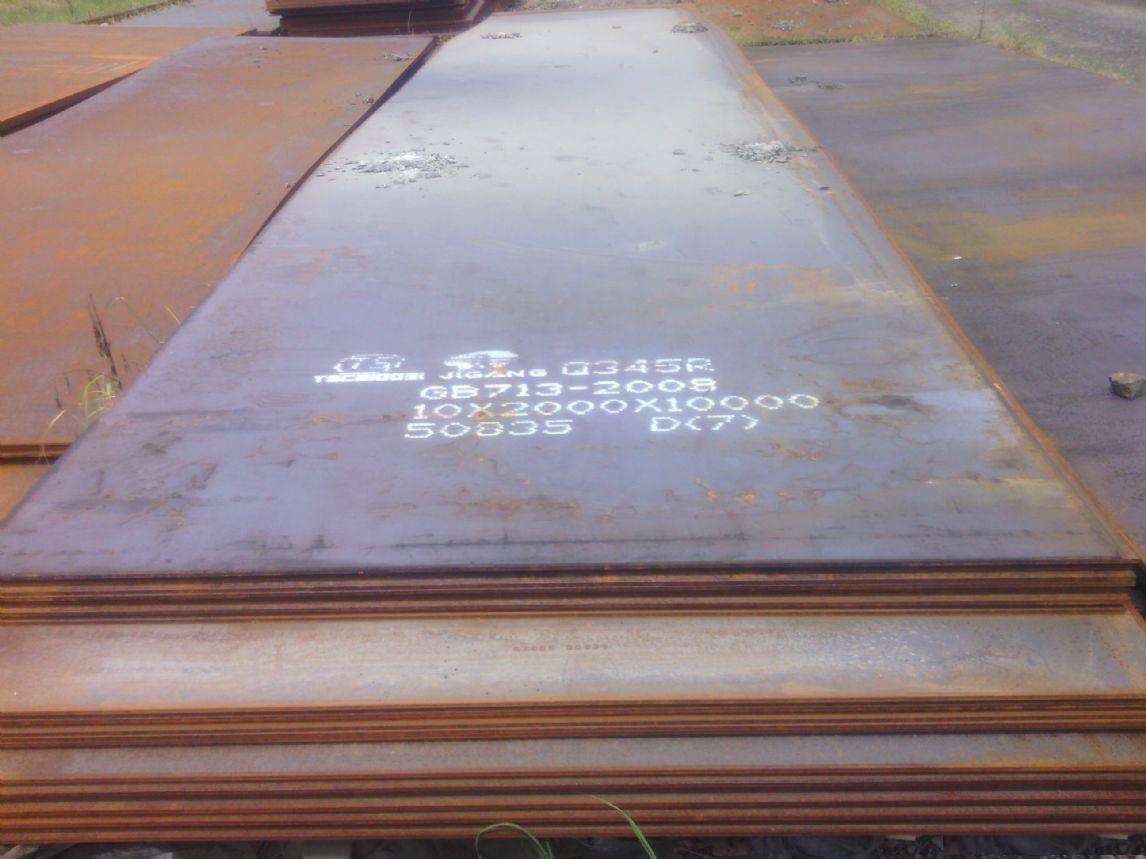 JIGANG Q345R
GB713-2008
10X2000X10000
50835 D(7)